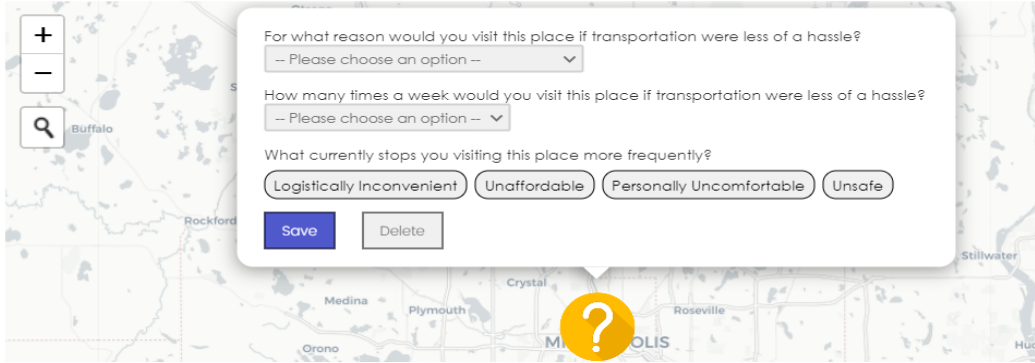 +
For what reason would you visit this place if transportation were less of a hassle?
-- Please choose an option --
−
How many times a week would you visit this place if transportation were less of a hassle?
-- Please choose an option --
Buffalo
What currently stops you visiting this place more frequently?
Logistically Inconvenient Unaffordable Personally Uncomfortable Unsafe
Rockford
Save Delete
Stillwater
Crystal
Medina
Plymouth
Roseville
?
Orono